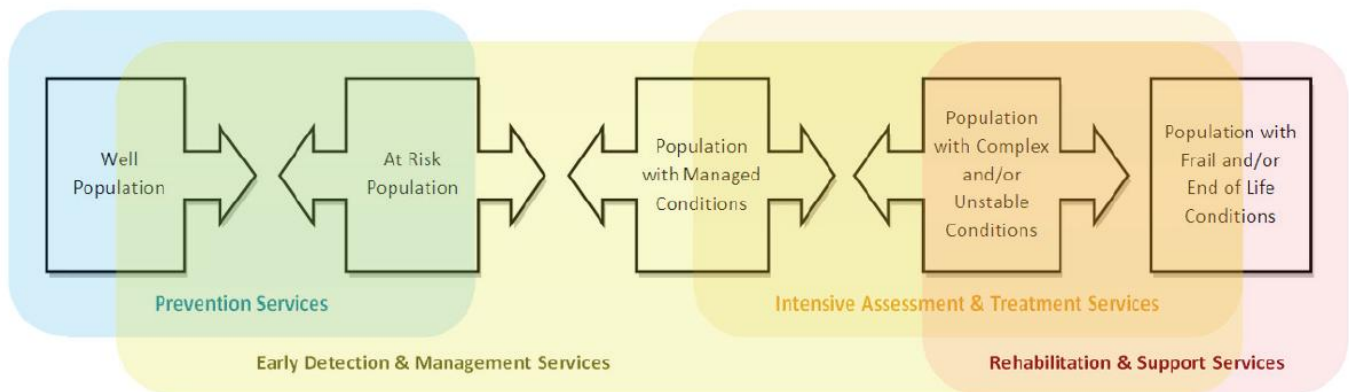 Well
Population
At Risk
Population
Population
with Managed
Conditions
Population
with Complex
and/or
Unstable
Conditions
Population with
Frail and/or
End of Life
Conditions
Prevention Services
Intensive Assessment & Treatment Services
Early Detection & Management Services
Rehabilitation & Support Services